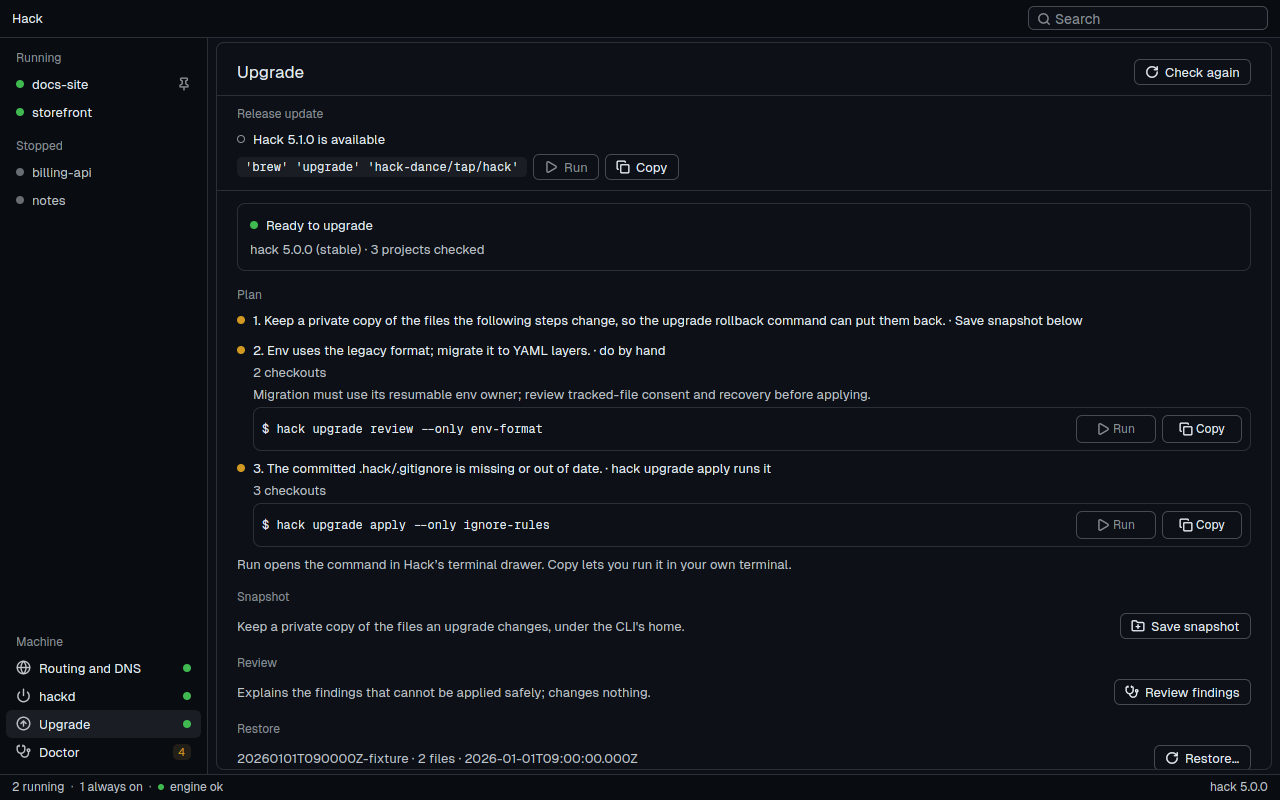 Hack
Search
Running
docs-site
storefront
Stopped
billing-api
notes
Machine
Routing and DNS
hackd
Upgrade
Doctor 4
Upgrade
Check again
Release update
Hack 5.1.0 is available
'brew' 'upgrade' 'hack-dance/tap/hack' Run Copy
Ready to upgrade
hack 5.0.0 (stable) · 3 projects checked
Plan
1. Keep a private copy of the files the following steps change, so the upgrade rollback command can put them back. · Save snapshot below
2. Env uses the legacy format; migrate it to YAML layers. · do by hand
2 checkouts
Migration must use its resumable env owner; review tracked-file consent and recovery before applying.
$ hack upgrade review --only env-format Run Copy
3. The committed .hack/.gitignore is missing or out of date. · hack upgrade apply runs it
3 checkouts
$ hack upgrade apply --only ignore-rules Run Copy
Run opens the command in Hack's terminal drawer. Copy lets you run it in your own terminal.
Snapshot
Keep a private copy of the files an upgrade changes, under the CLI's home. Save snapshot
Review
Explains the findings that cannot be applied safely; changes nothing. Review findings
Restore
20260101T090000Z-fixture · 2 files · 2026-01-01T09:00:00.000Z Restore…
2 running · 1 always on · engine ok
hack 5.0.0